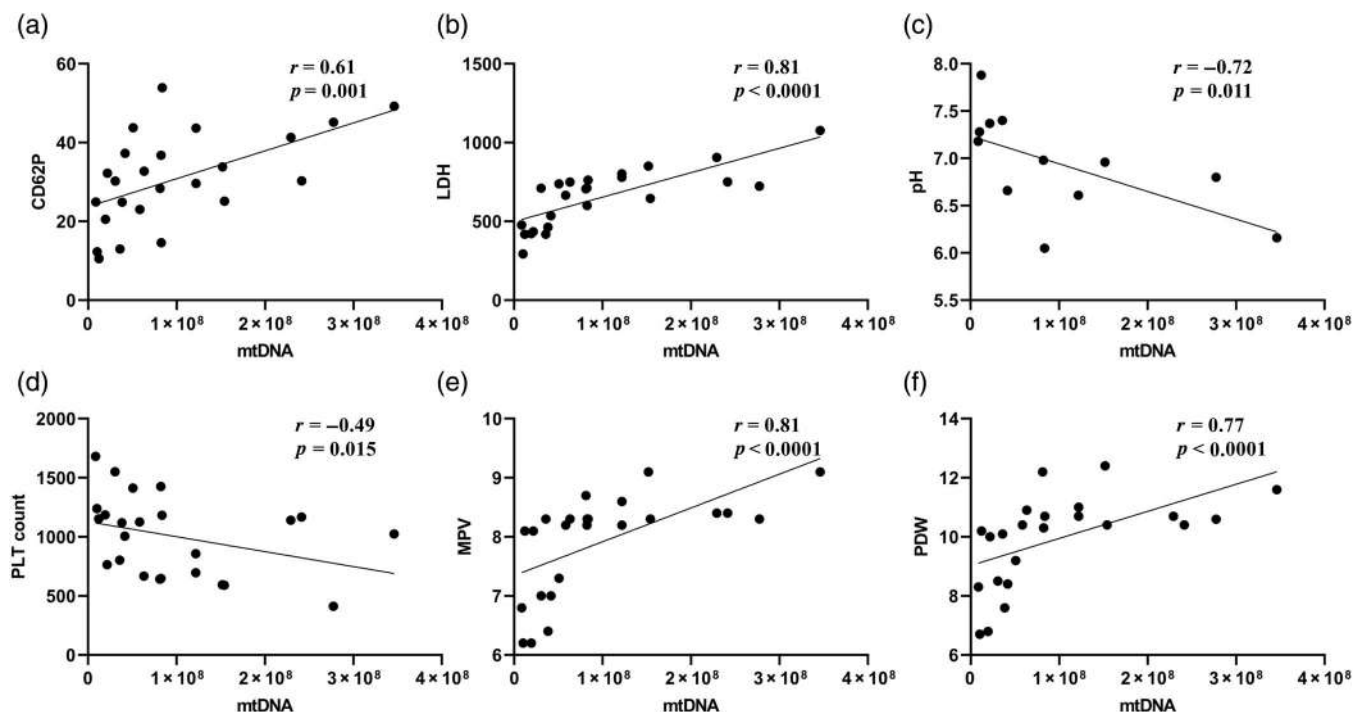 (a)
r = 0.61
p = 0.001
CD62P
60
40
20
0
0 1 × 10⁸ 2 × 10⁸ 3 × 10⁸ 4 × 10⁸
mtDNA
(b)
r = 0.81
p < 0.0001
LDH
1500
1000
500
0
0 1 × 10⁸ 2 × 10⁸ 3 × 10⁸ 4 × 10⁸
mtDNA
(c)
r = −0.72
p = 0.011
pH
8.0
7.5
7.0
6.5
6.0
5.5
0 1 × 10⁸ 2 × 10⁸ 3 × 10⁸ 4 × 10⁸
mtDNA
(d)
r = −0.49
p = 0.015
PLT count
2000
1500
1000
500
0
0 1 × 10⁸ 2 × 10⁸ 3 × 10⁸ 4 × 10⁸
mtDNA
(e)
r = 0.81
p < 0.0001
MPV
10
9
8
7
6
0 1 × 10⁸ 2 × 10⁸ 3 × 10⁸ 4 × 10⁸
mtDNA
(f)
r = 0.77
p < 0.0001
PDW
14
12
10
8
6
0 1 × 10⁸ 2 × 10⁸ 3 × 10⁸ 4 × 10⁸
mtDNA